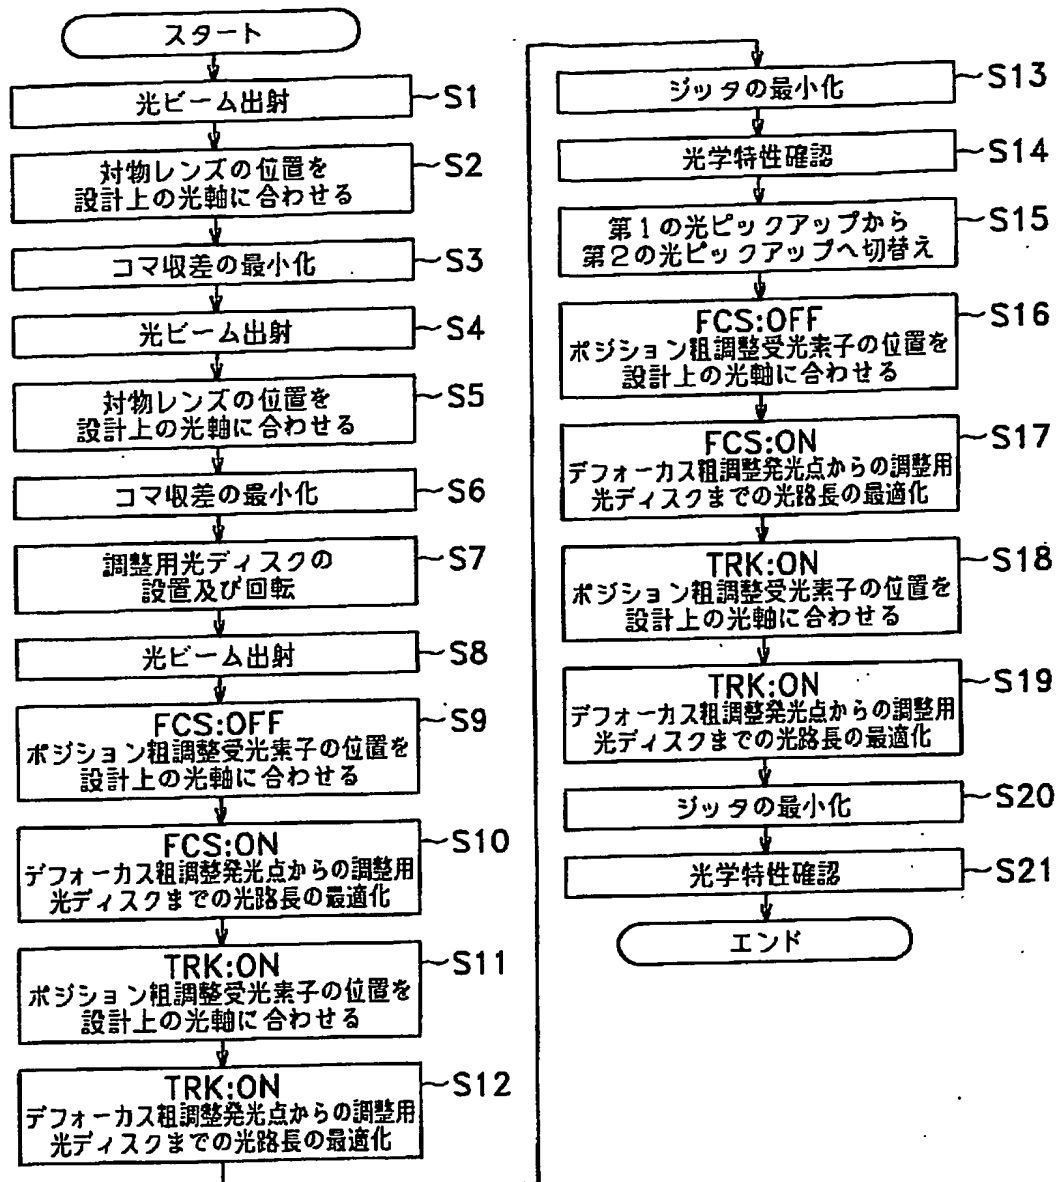 スタート
光ビーム出射
S1
対物レンズの位置を
設計上の光軸に合わせる
S2
コマ収差の最小化
S3
光ビーム出射
S4
対物レンズの位置を
設計上の光軸に合わせる
S5
コマ収差の最小化
S6
調整用光ディスクの
設置及び回転
S7
光ビーム出射
S8
FCS:OFF
ポジション粗調整受光素子の位置を
設計上の光軸に合わせる
S9
FCS:ON
デフォーカス粗調整発光点からの調整用
光ディスクまでの光路長の最適化
S10
TRK:ON
ポジション粗調整受光素子の位置を
設計上の光軸に合わせる
S11
TRK:ON
デフォーカス粗調整発光点からの調整用
光ディスクまでの光路長の最適化
S12
ジッタの最小化
S13
光学特性確認
S14
第1の光ピックアップから
第2の光ピックアップへ切替え
S15
FCS:OFF
ポジション粗調整受光素子の位置を
設計上の光軸に合わせる
S16
FCS:ON
デフォーカス粗調整発光点からの調整用
光ディスクまでの光路長の最適化
S17
TRK:ON
ポジション粗調整受光素子の位置を
設計上の光軸に合わせる
S18
TRK:ON
デフォーカス粗調整発光点からの調整用
光ディスクまでの光路長の最適化
S19
ジッタの最小化
S20
光学特性確認
S21
エンド